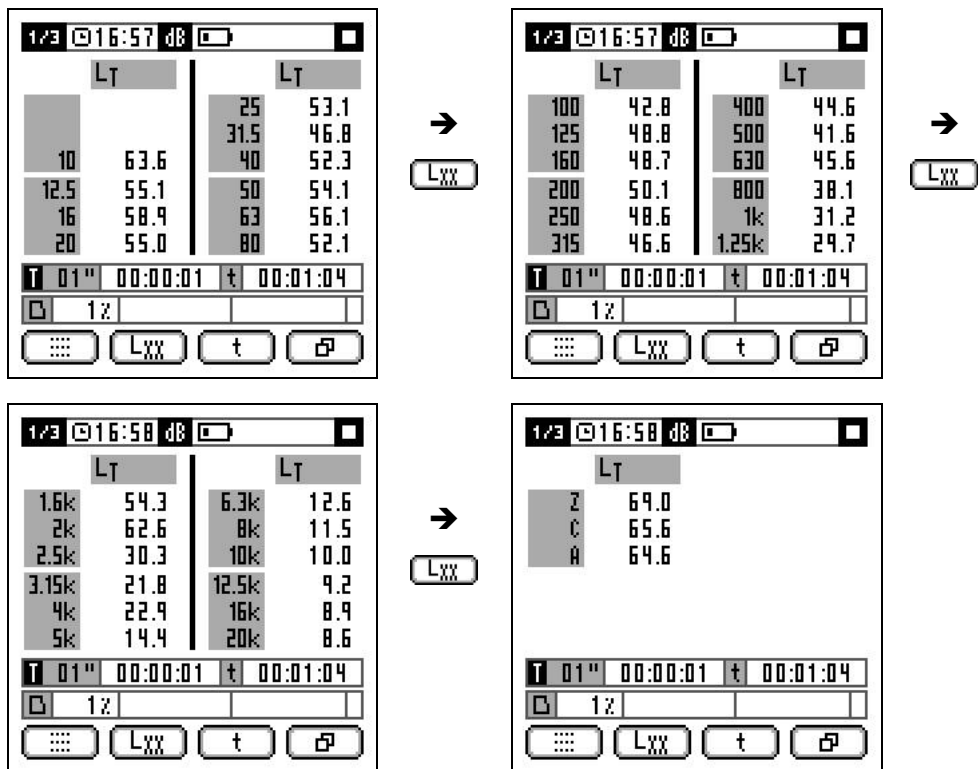 1/3 16:57 dB
LT LT
25 53.1
31.5 46.8
10 63.6 40 52.3
12.5 55.1 50 54.1
16 58.9 63 56.1
20 55.0 80 52.1
T 01" 00:00:01 t 00:01:04
1%
Lxx t
→
Lxx
1/3 16:57 dB
LT LT
100 42.8 400 44.6
125 48.8 500 41.6
160 48.7 630 45.6
200 50.1 800 38.1
250 48.6 1k 31.2
315 46.6 1.25k 29.7
T 01" 00:00:01 t 00:01:04
1%
Lxx t
→
Lxx
1/3 16:58 dB
LT LT
1.6k 54.3 6.3k 12.6
2k 62.6 8k 11.5
2.5k 30.3 10k 10.0
3.15k 21.8 12.5k 9.2
4k 22.9 16k 8.9
5k 14.4 20k 8.6
T 01" 00:00:01 t 00:01:04
1%
Lxx t
→
Lxx
1/3 16:58 dB
LT
Z 69.0
C 65.6
A 64.6
T 01" 00:00:01 t 00:01:04
1%
Lxx t